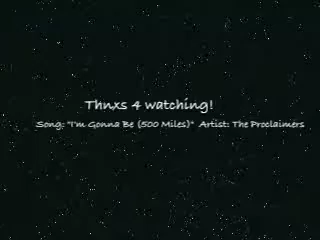 Thnxs 4 watching!
Song: "I'm Gonna Be (500 Miles)" Artist: The Proclaimers